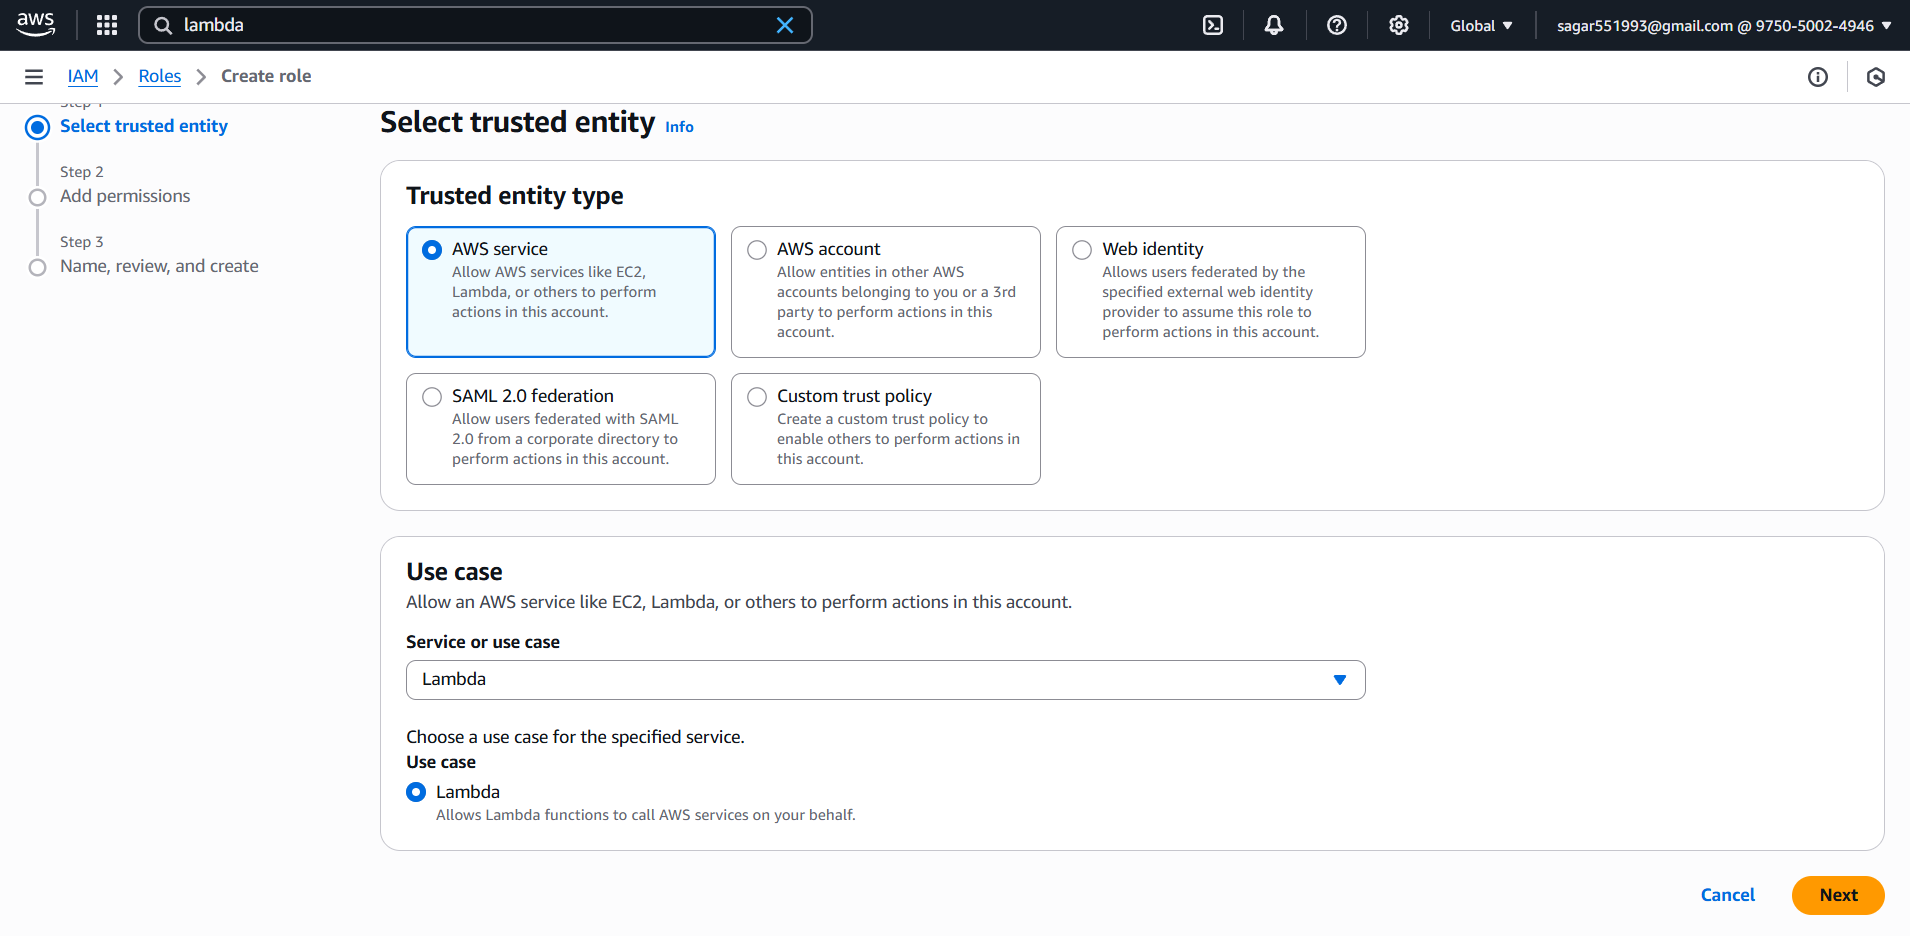 aws
lambda
Global
sagar551993@gmail.com @ 9750-5002-4946
IAM
Roles
Create role
Step 1
Select trusted entity
Step 2
Add permissions
Step 3
Name, review, and create
Select trusted entity Info
Trusted entity type
AWS service
Allow AWS services like EC2,
Lambda, or others to perform
actions in this account.
AWS account
Allow entities in other AWS
accounts belonging to you or a 3rd
party to perform actions in this
account.
Web identity
Allows users federated by the
specified external web identity
provider to assume this role to
perform actions in this account.
SAML 2.0 federation
Allow users federated with SAML
2.0 from a corporate directory to
perform actions in this account.
Custom trust policy
Create a custom trust policy to
enable others to perform actions in
this account.
Use case
Allow an AWS service like EC2, Lambda, or others to perform actions in this account.
Service or use case
Lambda
Choose a use case for the specified service.
Use case
Lambda
Allows Lambda functions to call AWS services on your behalf.
Cancel
Next